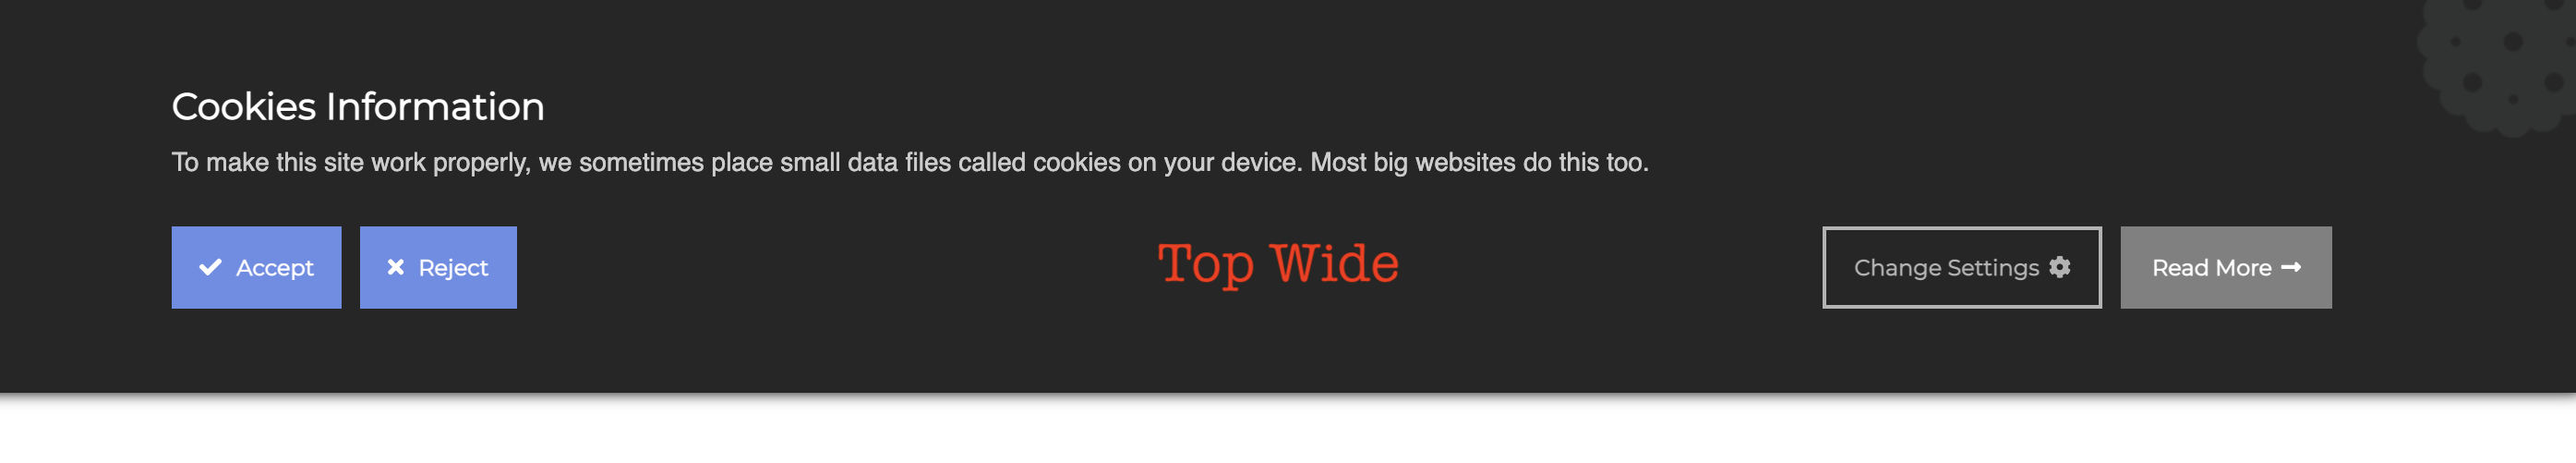 Cookies Information
To make this site work properly, we sometimes place small data files called cookies on your device. Most big websites do this too.
Accept Reject Top Wide Change Settings Read More